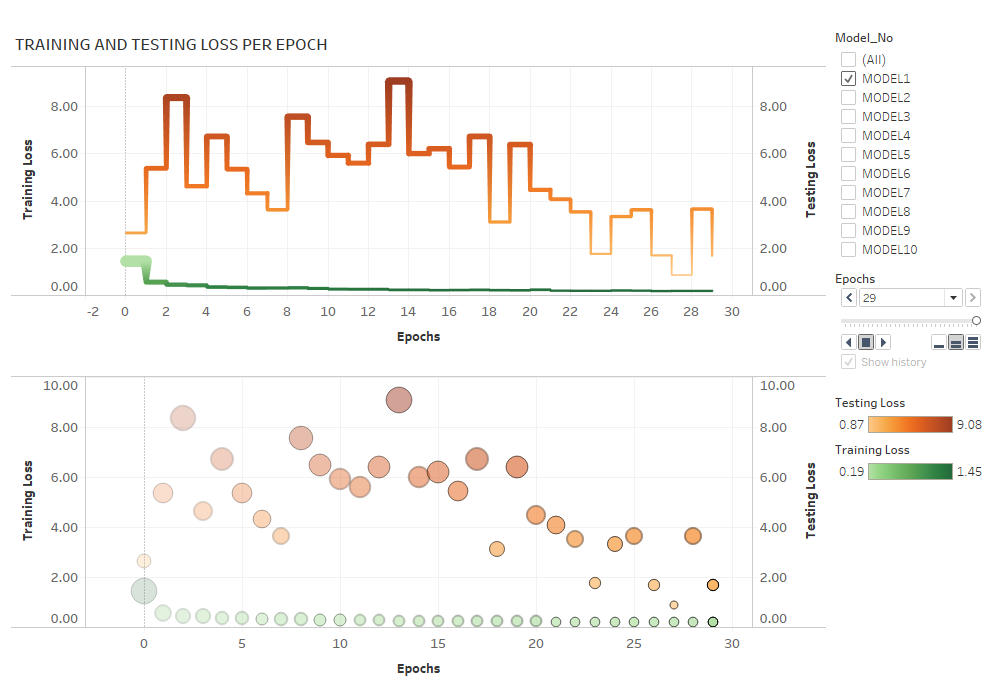 TRAINING AND TESTING LOSS PER EPOCH
Training Loss
8.00
6.00
4.00
2.00
0.00
8.00
6.00
4.00
2.00
0.00
Testing Loss
-2 0 2 4 6 8 10 12 14 16 18 20 22 24 26 28 30
Epochs
Training Loss
10.00
8.00
6.00
4.00
2.00
0.00
10.00
8.00
6.00
4.00
2.00
0.00
Testing Loss
0 5 10 15 20 25 30
Epochs
Model_No
(All)
MODEL1
MODEL2
MODEL3
MODEL4
MODEL5
MODEL6
MODEL7
MODEL8
MODEL9
MODEL10
Epochs
29
Show history
Testing Loss
0.87 9.08
Training Loss
0.19 1.45